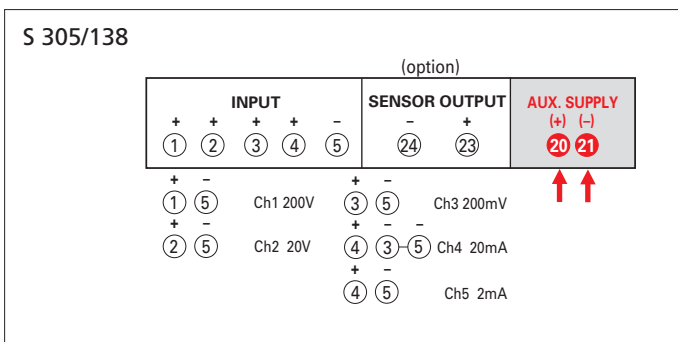 S 305/138
(option)
INPUT SENSOR OUTPUT AUX. SUPPLY
+ + + + – – + (+) (–)
1 2 3 4 5 24 23 20 21
+ – + –
1 5 Ch1 200V 3 5 Ch3 200mV
+ – + – –
2 5 Ch2 20V 4 3 5 Ch4 20mA
+ –
4 5 Ch5 2mA